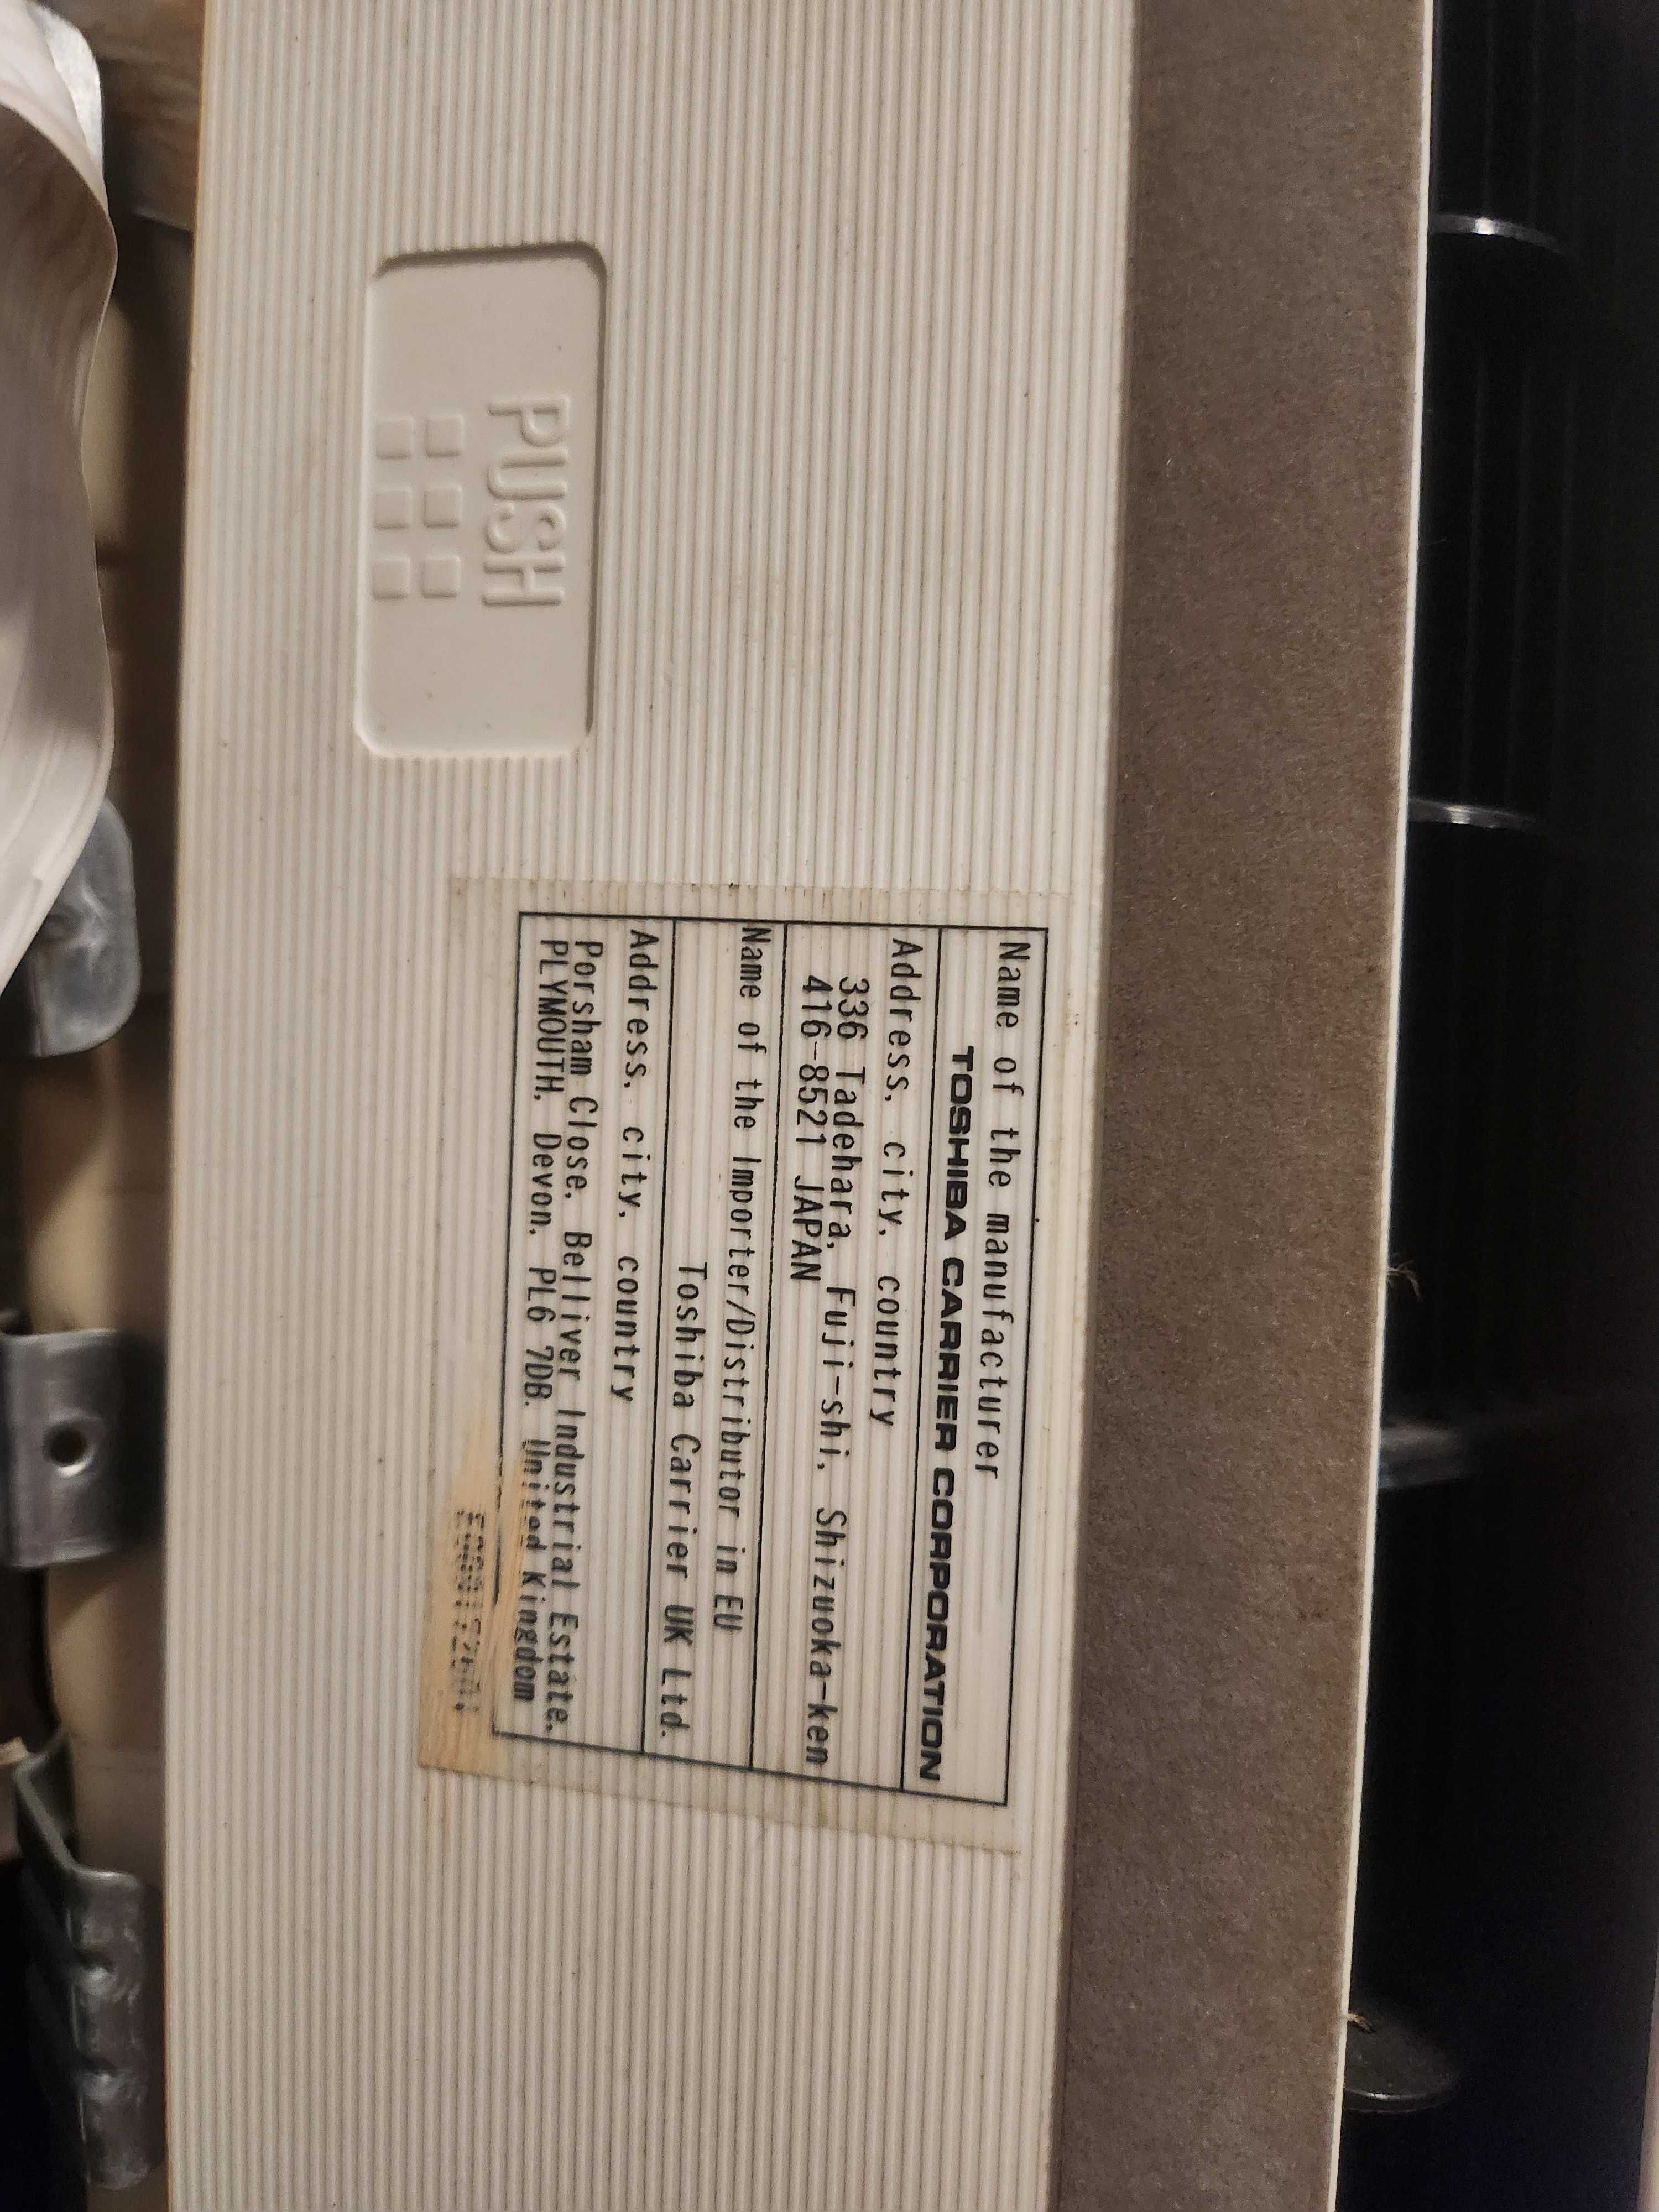 PUSH
Name of the manufacturer
TOSHIBA CARRIER CORPORATION
Address, city, country
336 Tadehara, Fuji-shi, Shizuoka-ken
416-8521 JAPAN
Name of the Importer/Distributor in EU
Toshiba Carrier UK Ltd.
Address, city, country
Porsham Close, Belliver Industrial Estate,
PLYMOUTH, Devon, PL6 7DB. United Kingdom